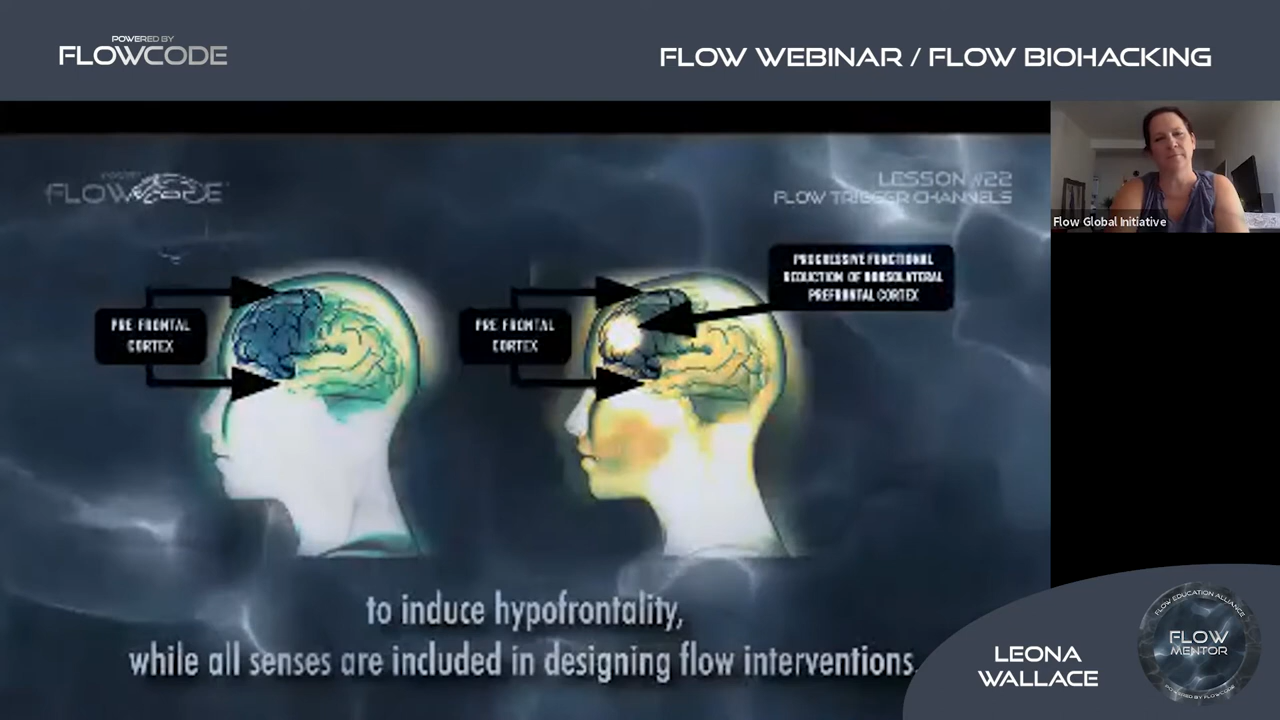 POWERED BY
FLOWCODE
FLOW WEBINAR / FLOW BIOHACKING
FLOWCODE
LESSON #22
FLOW TRIGGER CHANNELS
PRE FRONTAL
CORTEX
PRE FRONTAL
CORTEX
PROGRESSIVE FUNCTIONAL
REDUCTION OF DORSOLATERAL
PREFRONTAL CORTEX
Flow Global Initiative
to induce hypofrontality,
while all senses are included in designing flow interventions.
LEONA
WALLACE
FLOW EDUCATION ALLIANCE
FLOW
MENTOR
POWERED BY FLOWCODE